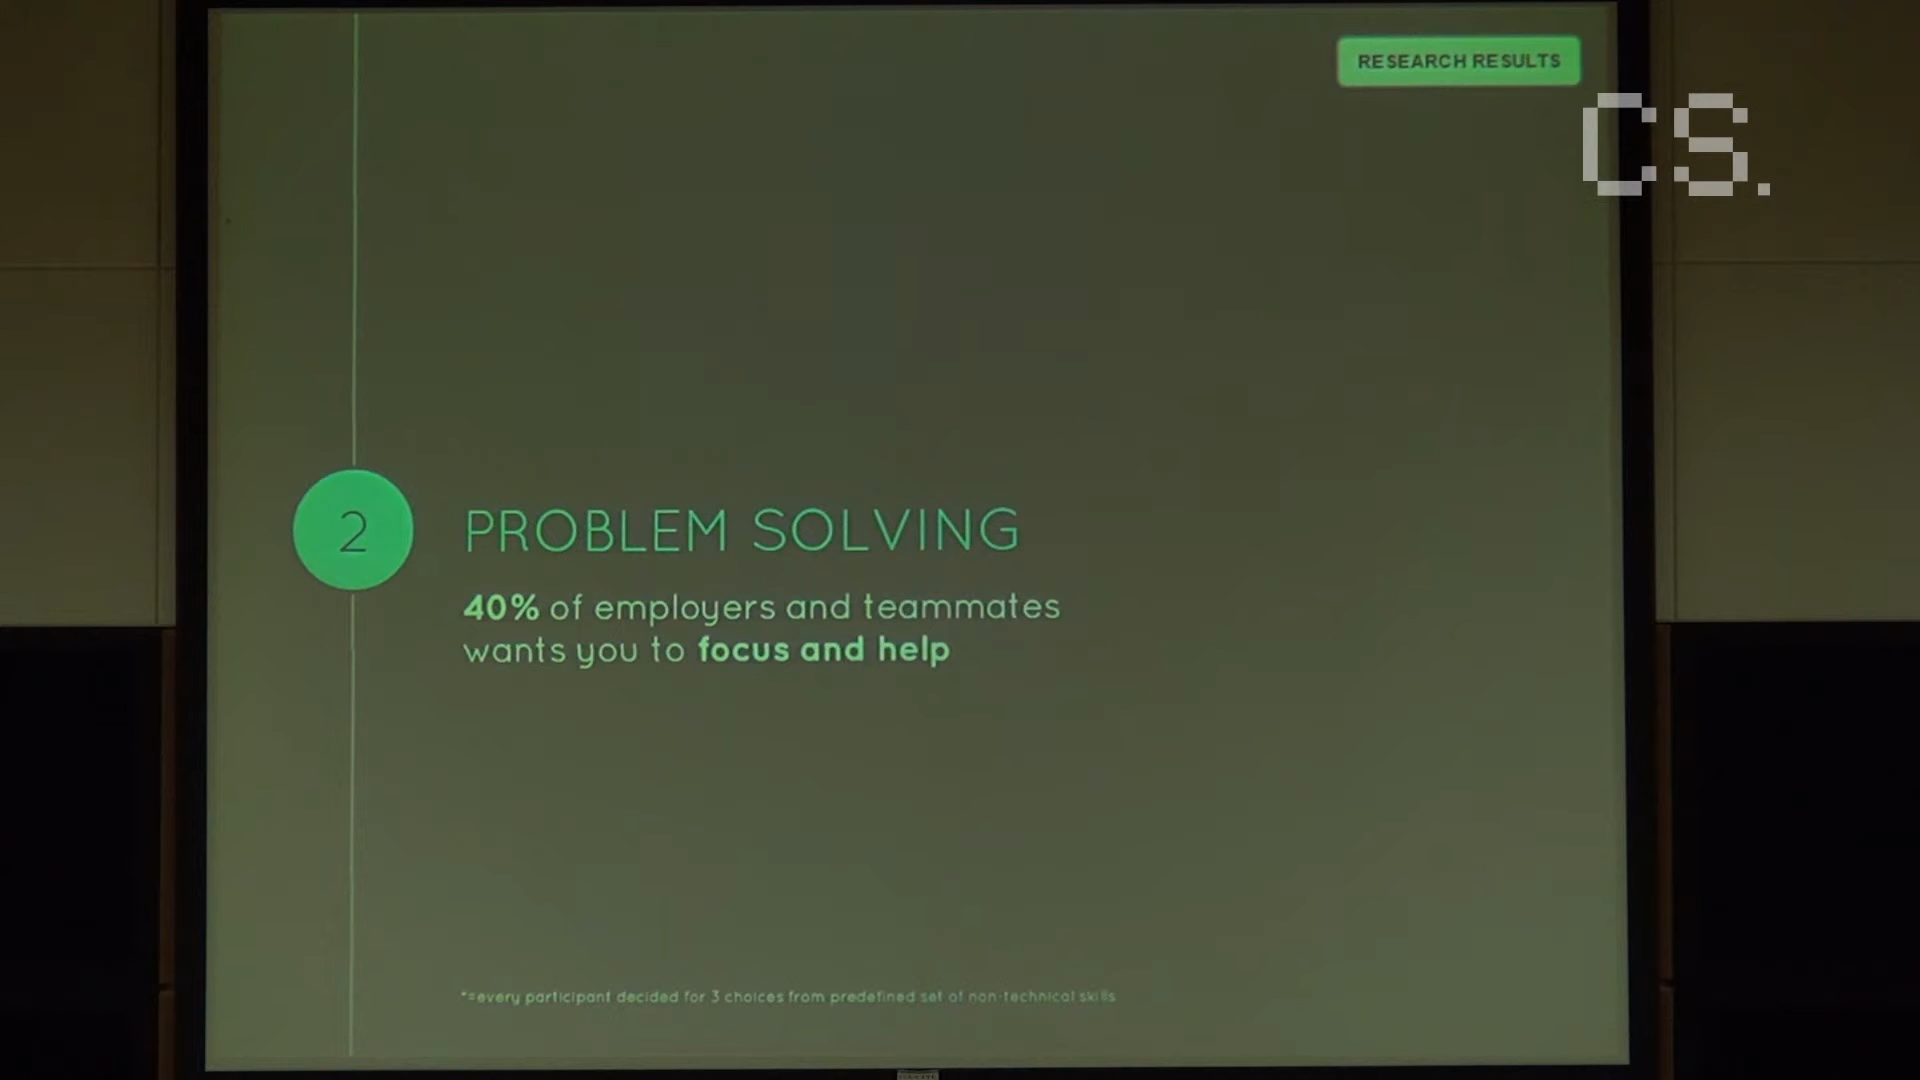 RESEARCH RESULTS
CS.
2
PROBLEM SOLVING
40% of employers and teammates
wants you to focus and help
*=every participant decided for 3 choices from predefined set of non-technical skills